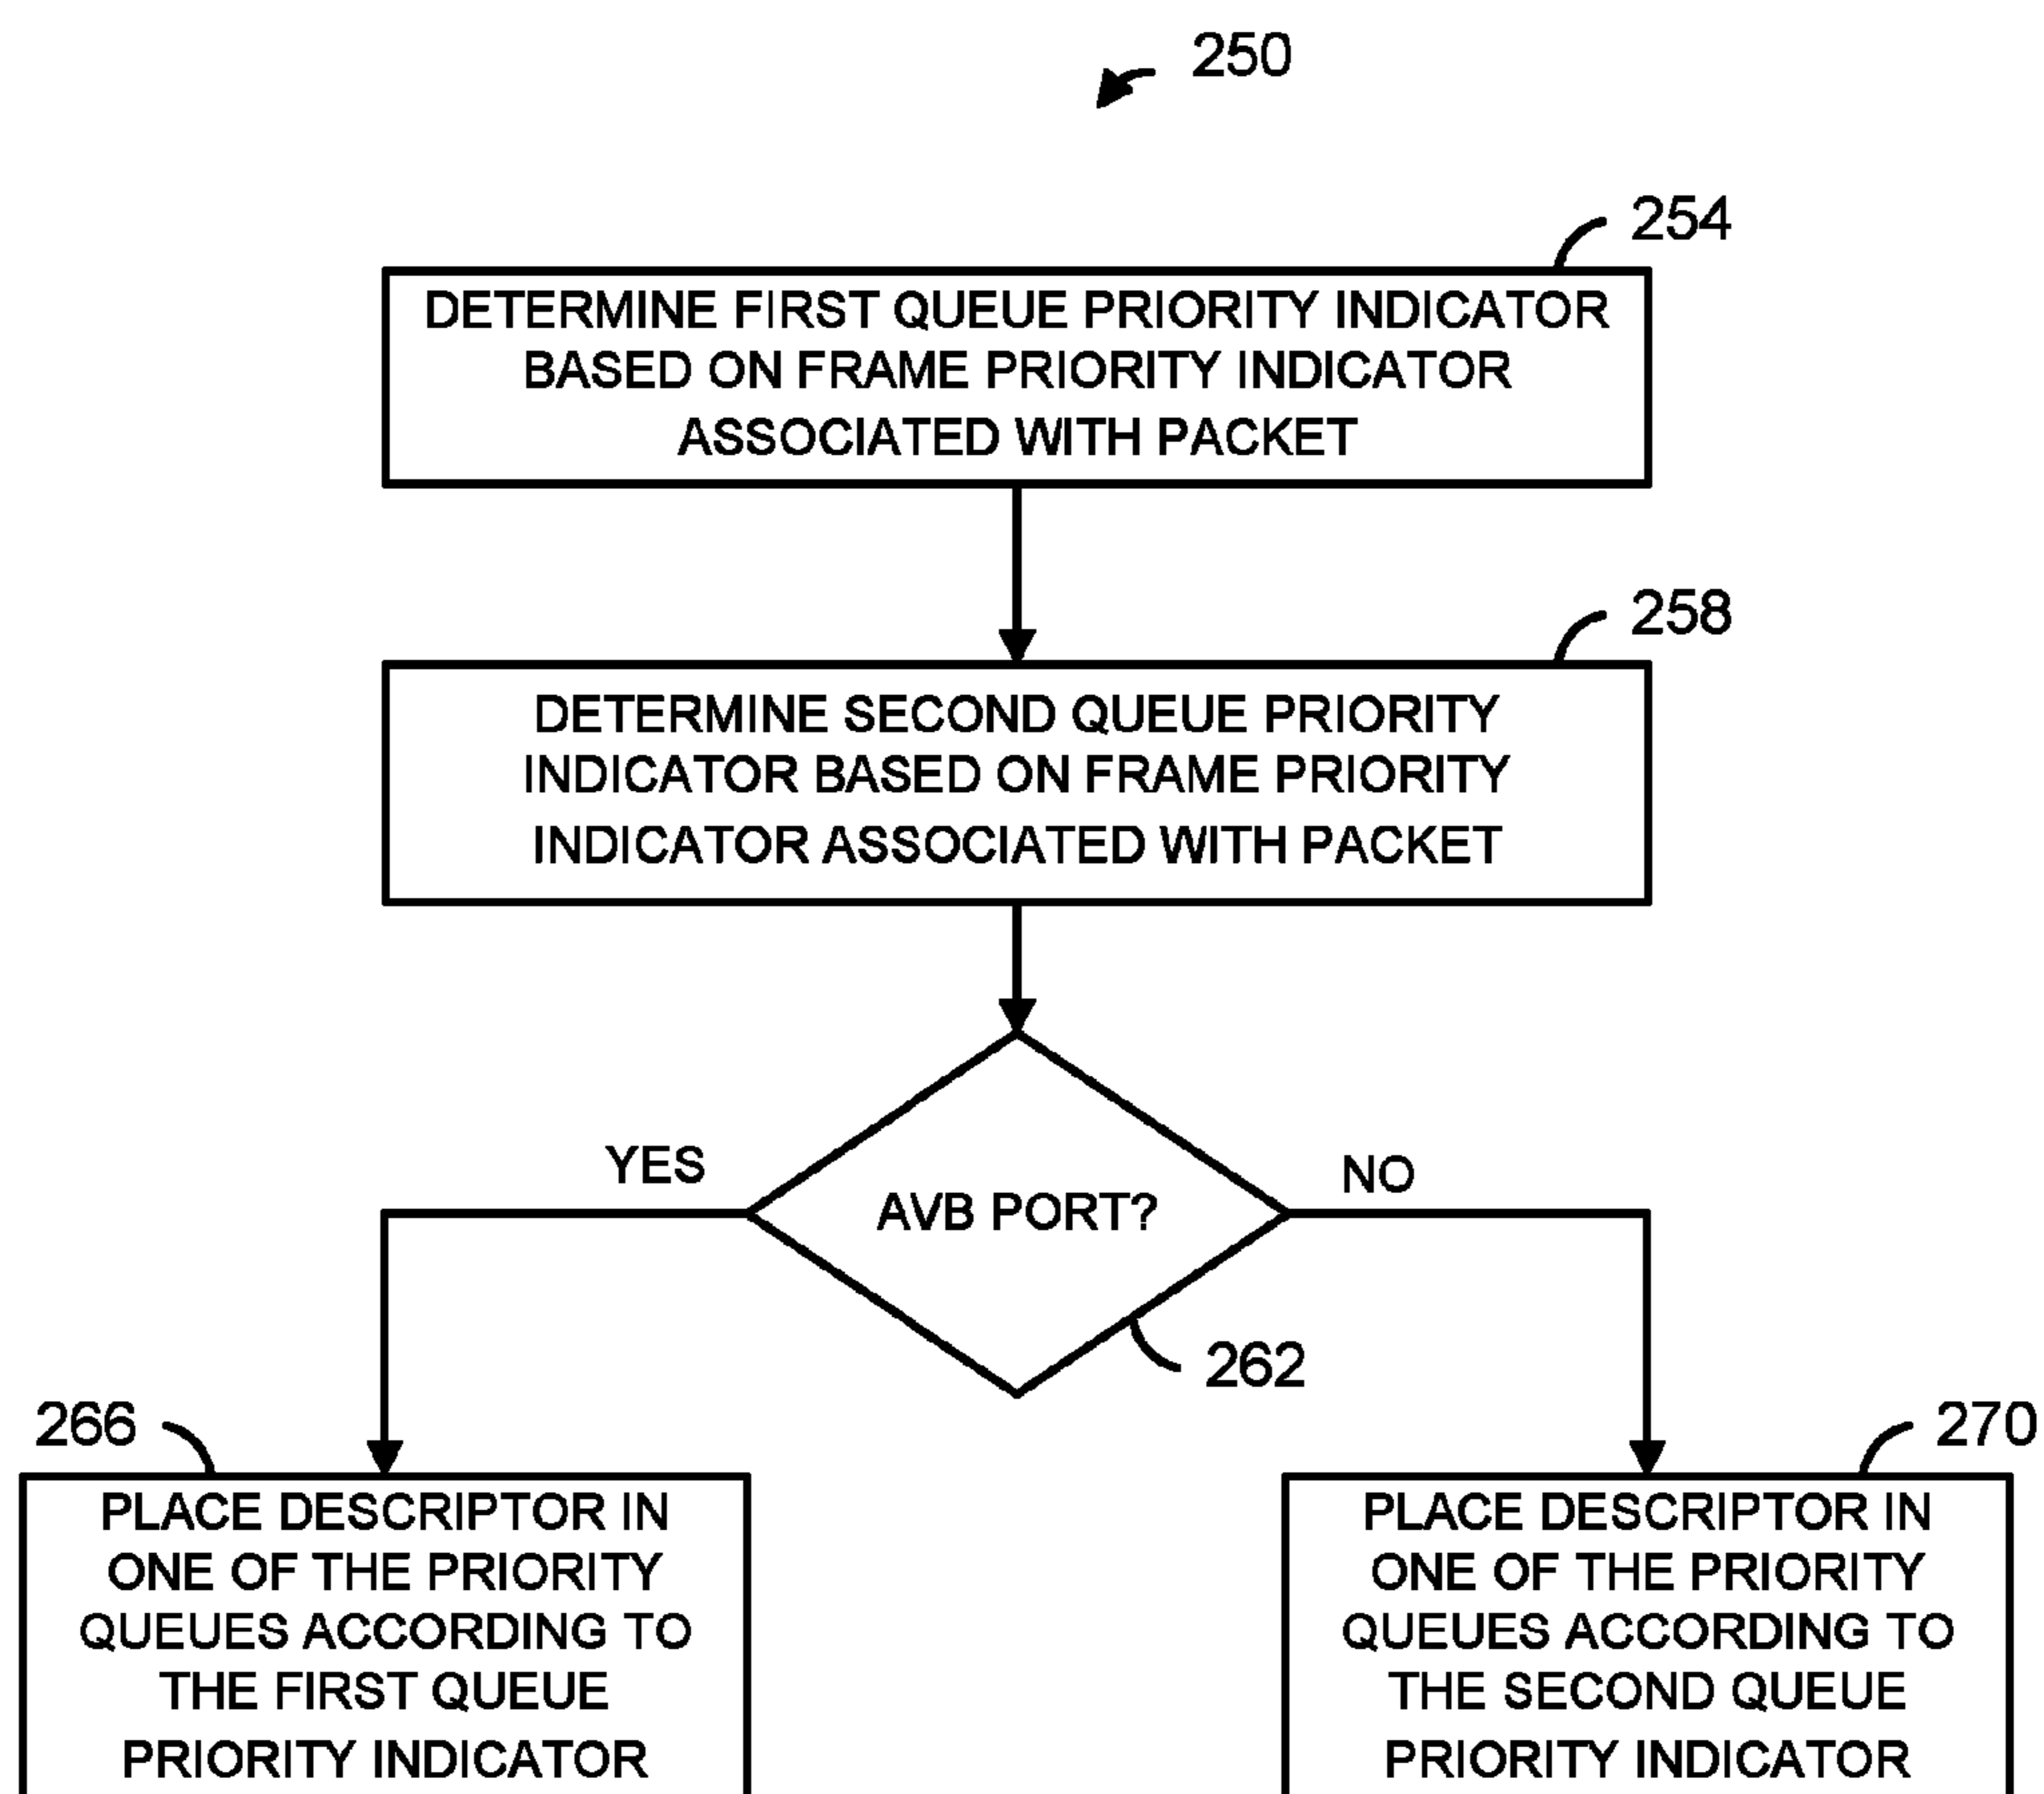 250
254
DETERMINE FIRST QUEUE PRIORITY INDICATOR
BASED ON FRAME PRIORITY INDICATOR
ASSOCIATED WITH PACKET
258
DETERMINE SECOND QUEUE PRIORITY
INDICATOR BASED ON FRAME PRIORITY
INDICATOR ASSOCIATED WITH PACKET
YES
NO
AVB PORT?
262
266
PLACE DESCRIPTOR IN
ONE OF THE PRIORITY
QUEUES ACCORDING TO
THE FIRST QUEUE
PRIORITY INDICATOR
270
PLACE DESCRIPTOR IN
ONE OF THE PRIORITY
QUEUES ACCORDING TO
THE SECOND QUEUE
PRIORITY INDICATOR